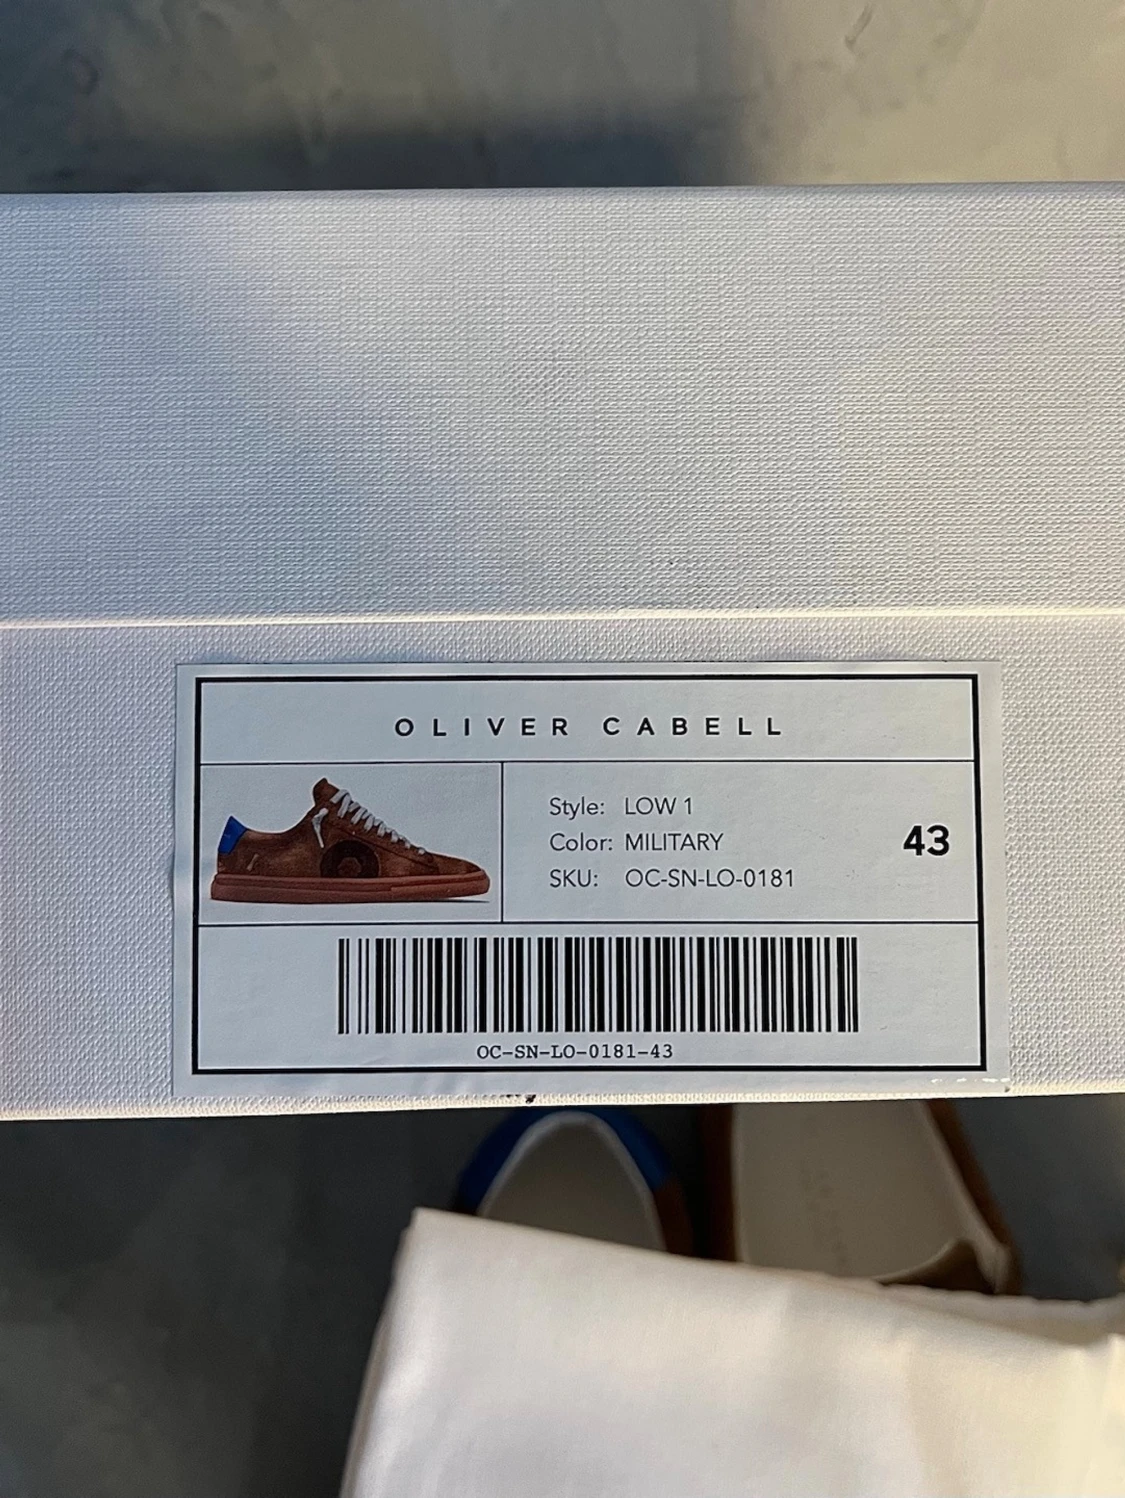 OLIVER CABELL
Style: LOW 1
Color: MILITARY
SKU: OC-SN-LO-0181
43
OC-SN-LO-0181-43